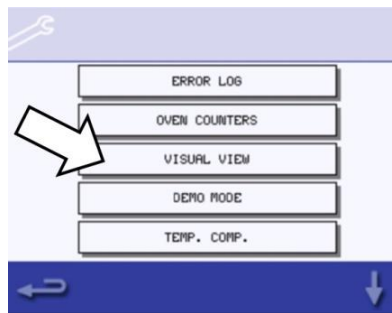 ERROR LOG
OVEN COUNTERS
VISUAL VIEW
DEMO MODE
TEMP. COMP.